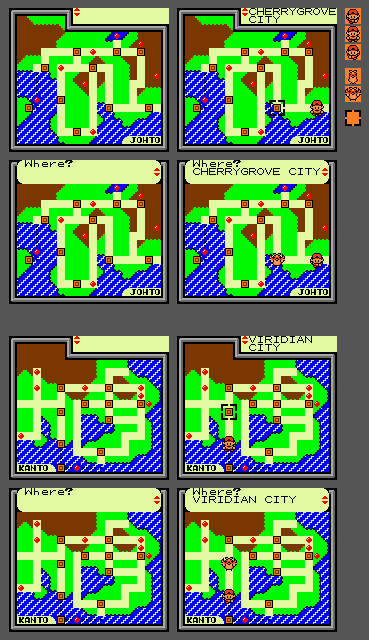 CHERRYGROVE
CITY
JOHTO
JOHTO
Where?
Where?
CHERRYGROVE CITY
JOHTO
JOHTO
VIRIDIAN
CITY
KANTO
KANTO
Where?
Where?
VIRIDIAN CITY
KANTO
KANTO